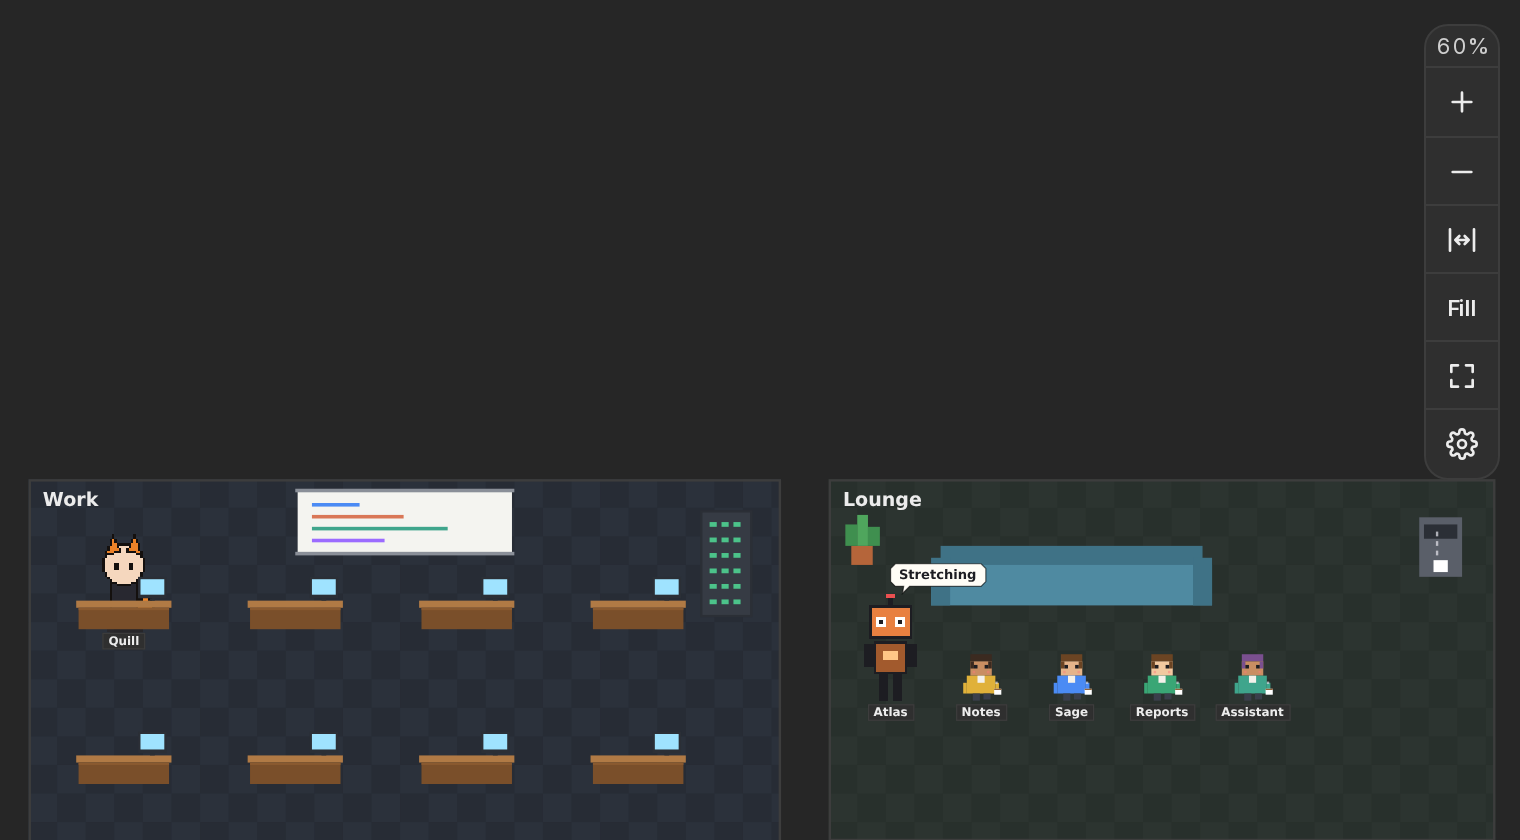 60%
Fill
Work
Lounge
Stretching
Quill
Atlas
Notes
Sage
Reports
Assistant